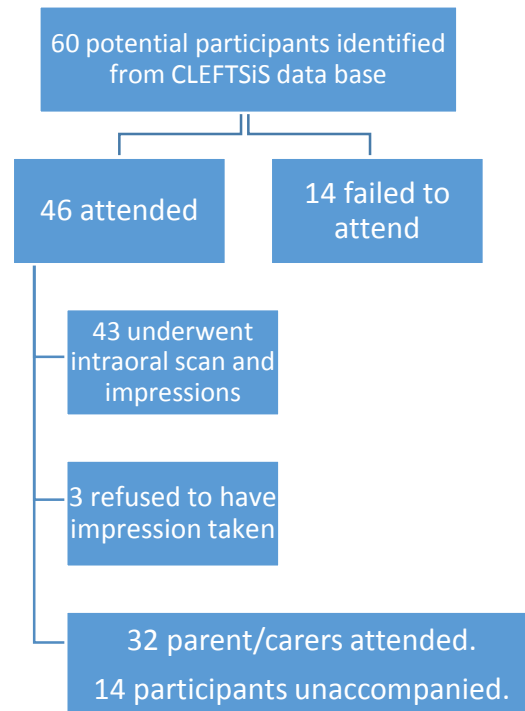 60 potential participants identified
from CLEFTSiS data base
46 attended
14 failed to
attend
43 underwent
intraoral scan and
impressions
3 refused to have
impression taken
32 parent/carers attended.
14 participants unaccompanied.